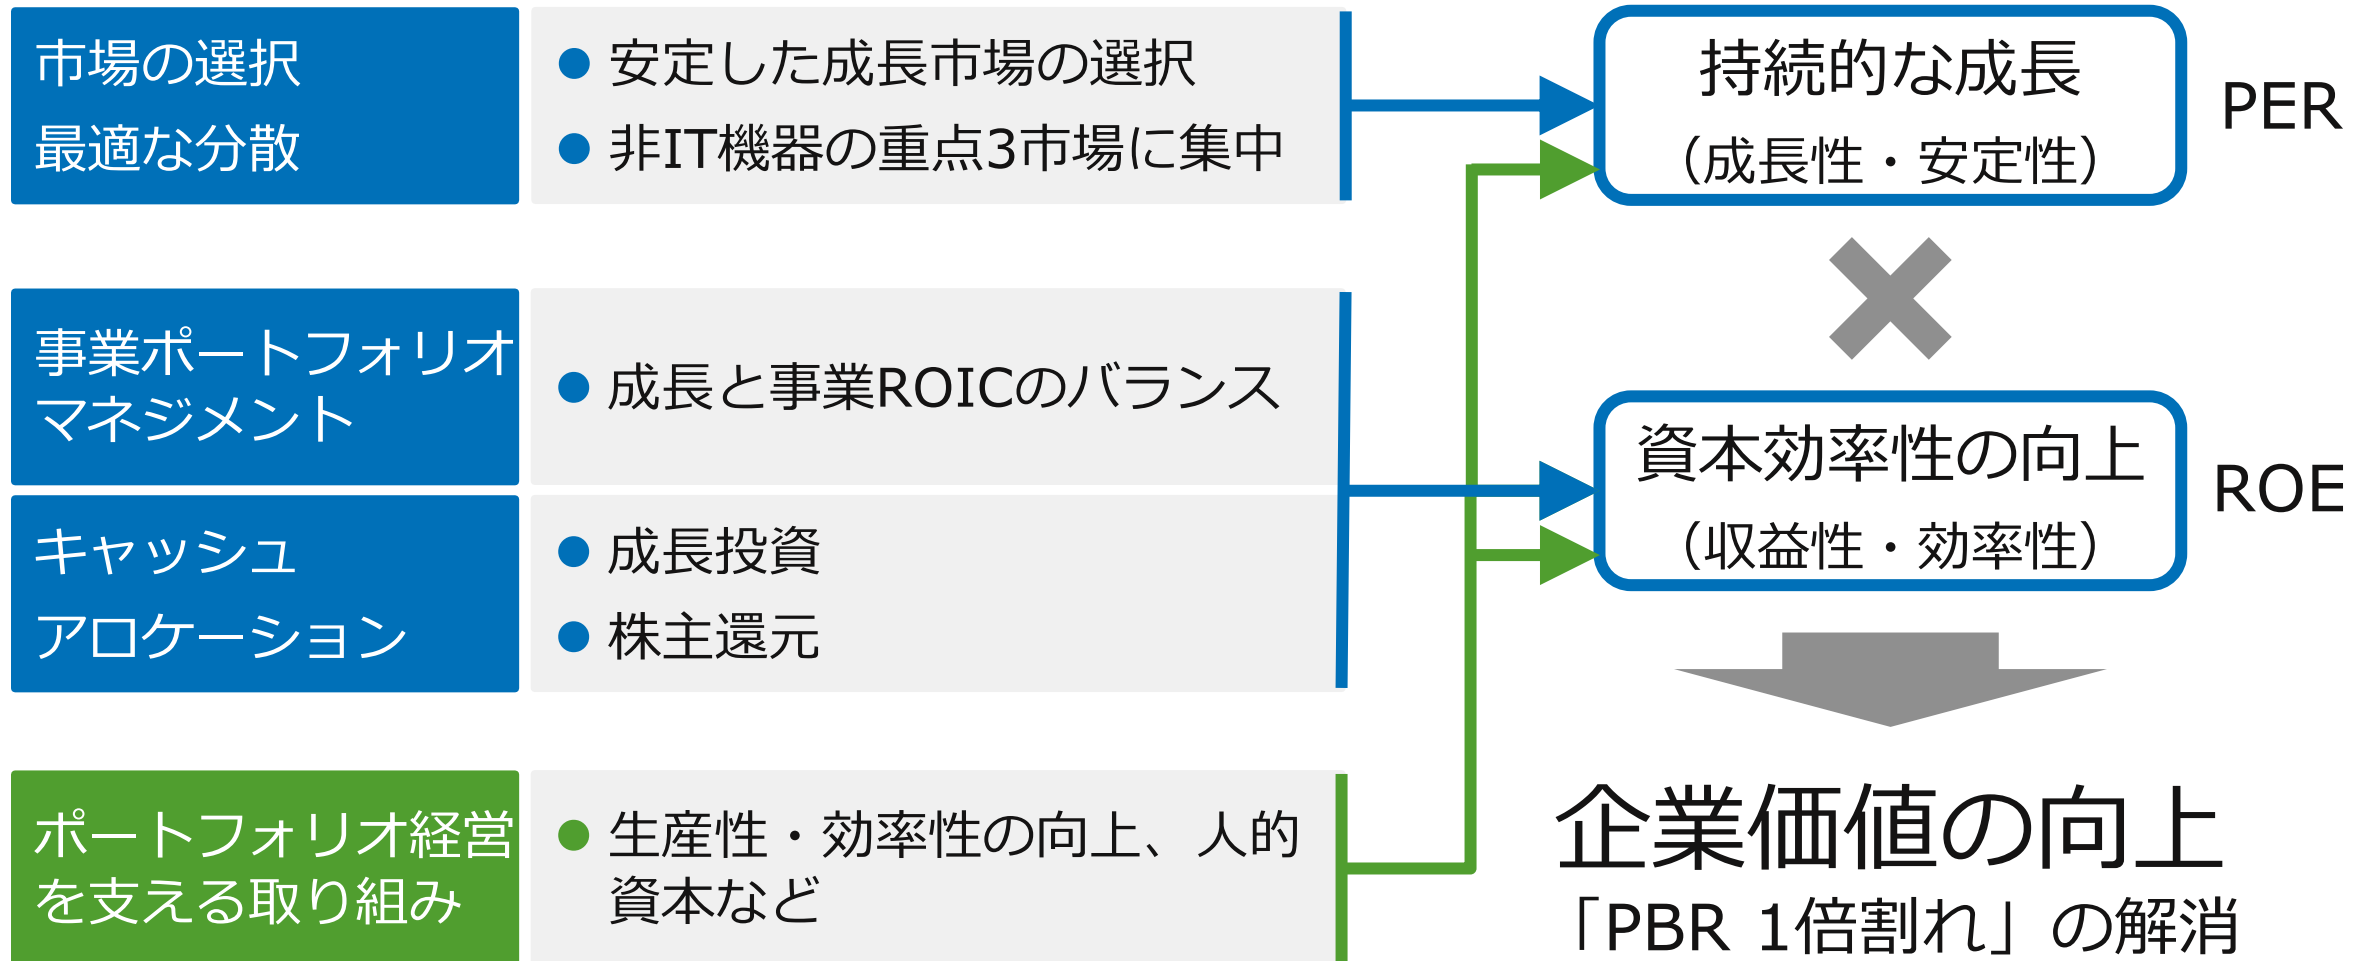 市場の選択
最適な分散
● 安定した成長市場の選択
● 非IT機器の重点3市場に集中
持続的な成長
（成長性・安定性）
PER
事業ポートフォリオ
マネジメント
● 成長と事業ROICのバランス
キャッシュ
アロケーション
● 成長投資
● 株主還元
資本効率性の向上
（収益性・効率性）
ROE
ポートフォリオ経営
を支える取り組み
● 生産性・効率性の向上、人的
資本など
企業価値の向上
「PBR 1倍割れ」の解消